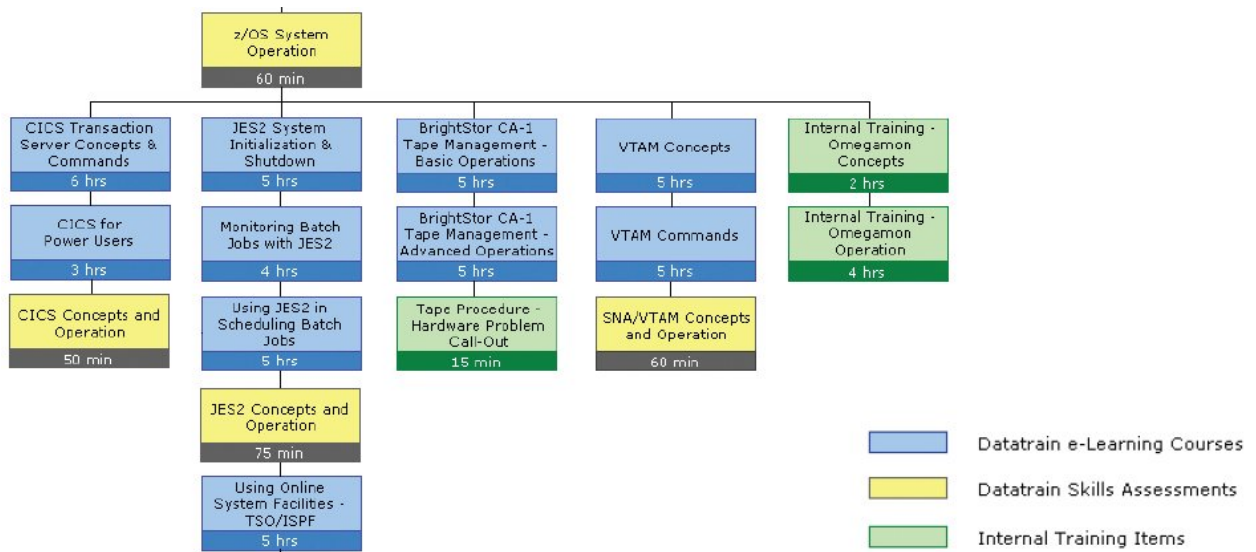 z/OS System
Operation
60 min
CICS Transaction
Server Concepts &
Commands
6 hrs
CICS for
Power Users
3 hrs
CICS Concepts and
Operation
50 min
JES2 System
Initialization &
Shutdown
5 hrs
Monitoring Batch
Jobs with JES2
4 hrs
Using JES2 in
Scheduling Batch
Jobs
5 hrs
JES2 Concepts and
Operation
75 min
Using Online
System Facilities -
TSO/ISPF
5 hrs
BrightStor CA-1
Tape Management -
Basic Operations
5 hrs
BrightStor CA-1
Tape Management -
Advanced Operations
5 hrs
Tape Procedure -
Hardware Problem
Call-Out
15 min
VTAM Concepts
5 hrs
VTAM Commands
5 hrs
SNA/VTAM Concepts
and Operation
60 min
Internal Training -
Omegamon
Concepts
2 hrs
Internal Training -
Omegamon
Operation
4 hrs
Datatrain e-Learning Courses
Datatrain Skills Assessments
Internal Training Items